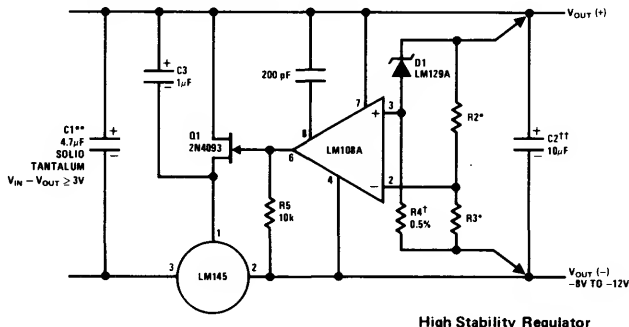 VOUT (+)
C3
1µF
200 pF
D1
LM129A
7
3
+
R2*
C1**
4.7µF
SOLIO
TANTALUM
VIN – VOUT ≥ 3V
Q1
2N4093
8
6
LM108A
C2††
10µF
4
–
2
R5
10k
R4†
0.5%
R3*
1
3
LM145
2
VOUT (–)
–8V TO –12V
High Stability Regulator